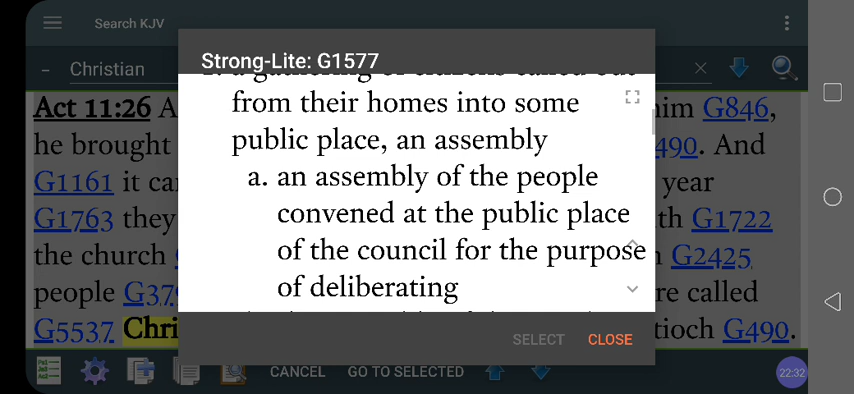 Search KJV
Christian
Strong-Lite: G1577
from their homes into some
public place, an assembly
a. an assembly of the people
convened at the public place
of the council for the purpose
of deliberating
SELECT CLOSE
Act 11:26 A
him G846,
he brought
490. And
G1161 it
year
G1763 they
th G1722
the church
G2425
people G37
re called
G5537 Chri
tioch G490.
CANCEL GO TO SELECTED
22:32